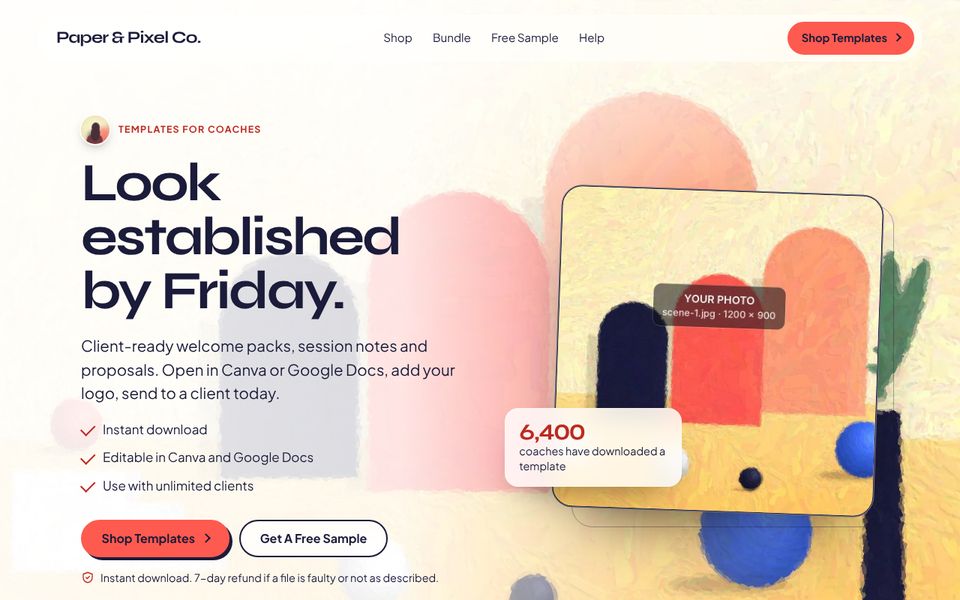 Paper & Pixel Co.
Shop
Bundle
Free Sample
Help
Shop Templates
TEMPLATES FOR COACHES
Look
established
by Friday.
Client-ready welcome packs, session notes and
proposals. Open in Canva or Google Docs, add your
logo, send to a client today.
Instant download
Editable in Canva and Google Docs
Use with unlimited clients
Shop Templates
Get A Free Sample
Instant download. 7-day refund if a file is faulty or not as described.
YOUR PHOTO
scene-1.jpg · 1200 × 900
6,400
coaches have downloaded a
template